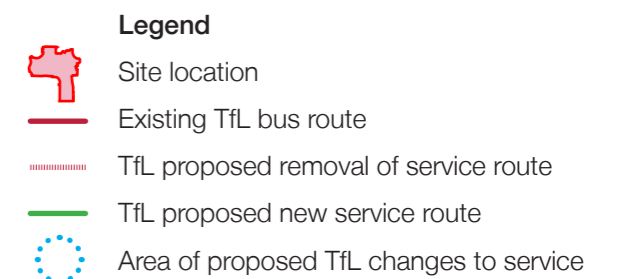 Legend
Site location
Existing TfL bus route
TfL proposed removal of service route
TfL proposed new service route
Area of proposed TfL changes to service